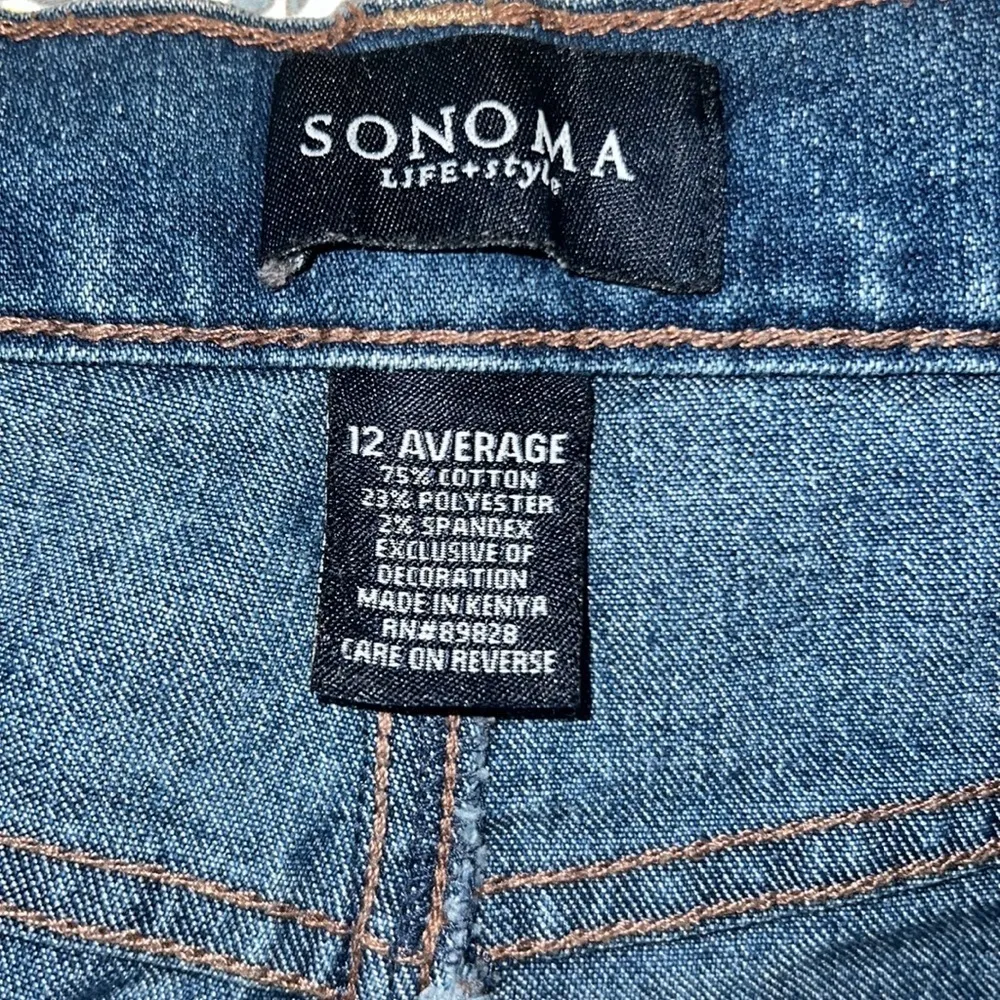 SONOMA
LIFE+style
12 AVERAGE
75% COTTON
23% POLYESTER
2% SPANDEX
EXCLUSIVE OF
DECORATION
MADE IN KENYA
RN#89828
CARE ON REVERSE